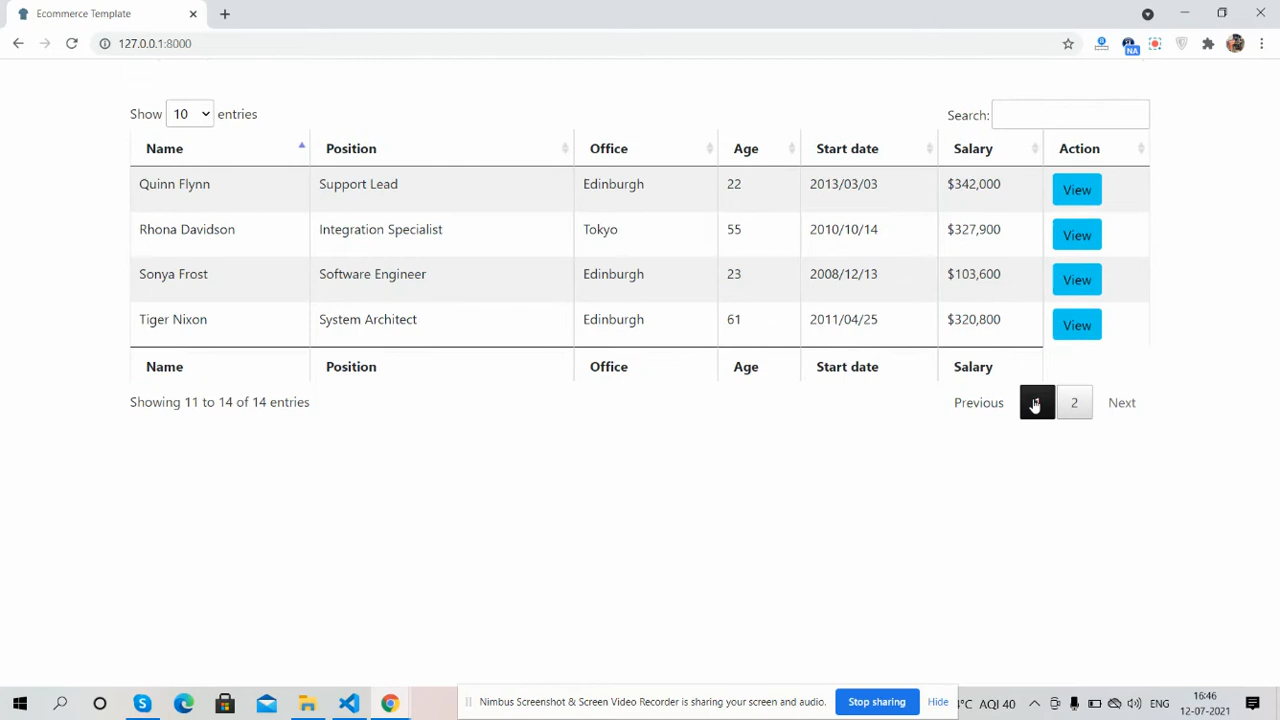 Ecommerce Template
127.0.0.1:8000
NA
Show 10 entries
Search:
Name Position Office Age Start date Salary Action
Quinn Flynn Support Lead Edinburgh 22 2013/03/03 $342,000 View
Rhona Davidson Integration Specialist Tokyo 55 2010/10/14 $327,900 View
Sonya Frost Software Engineer Edinburgh 23 2008/12/13 $103,600 View
Tiger Nixon System Architect Edinburgh 61 2011/04/25 $320,800 View
Name Position Office Age Start date Salary
Showing 11 to 14 of 14 entries
Previous 2 Next
Nimbus Screenshot & Screen Video Recorder is sharing your screen and audio. Stop sharing Hide
°C AQI 40 ENG
16:46
12-07-2021